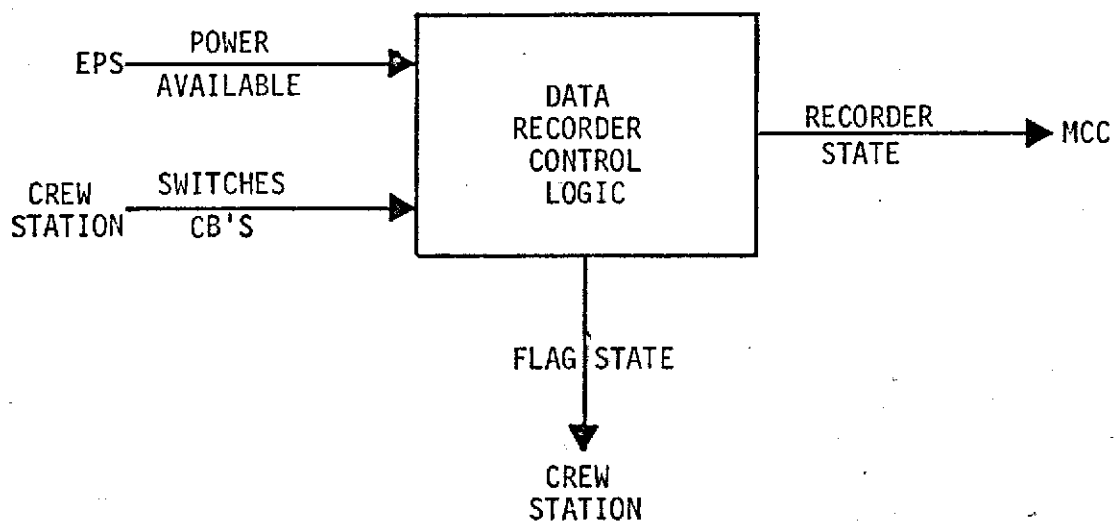 POWER
EPS
AVAILABLE
DATA
RECORDER
CONTROL
LOGIC
RECORDER
STATE
MCC
CREW
STATION
SWITCHES
CB'S
FLAG STATE
CREW
STATION